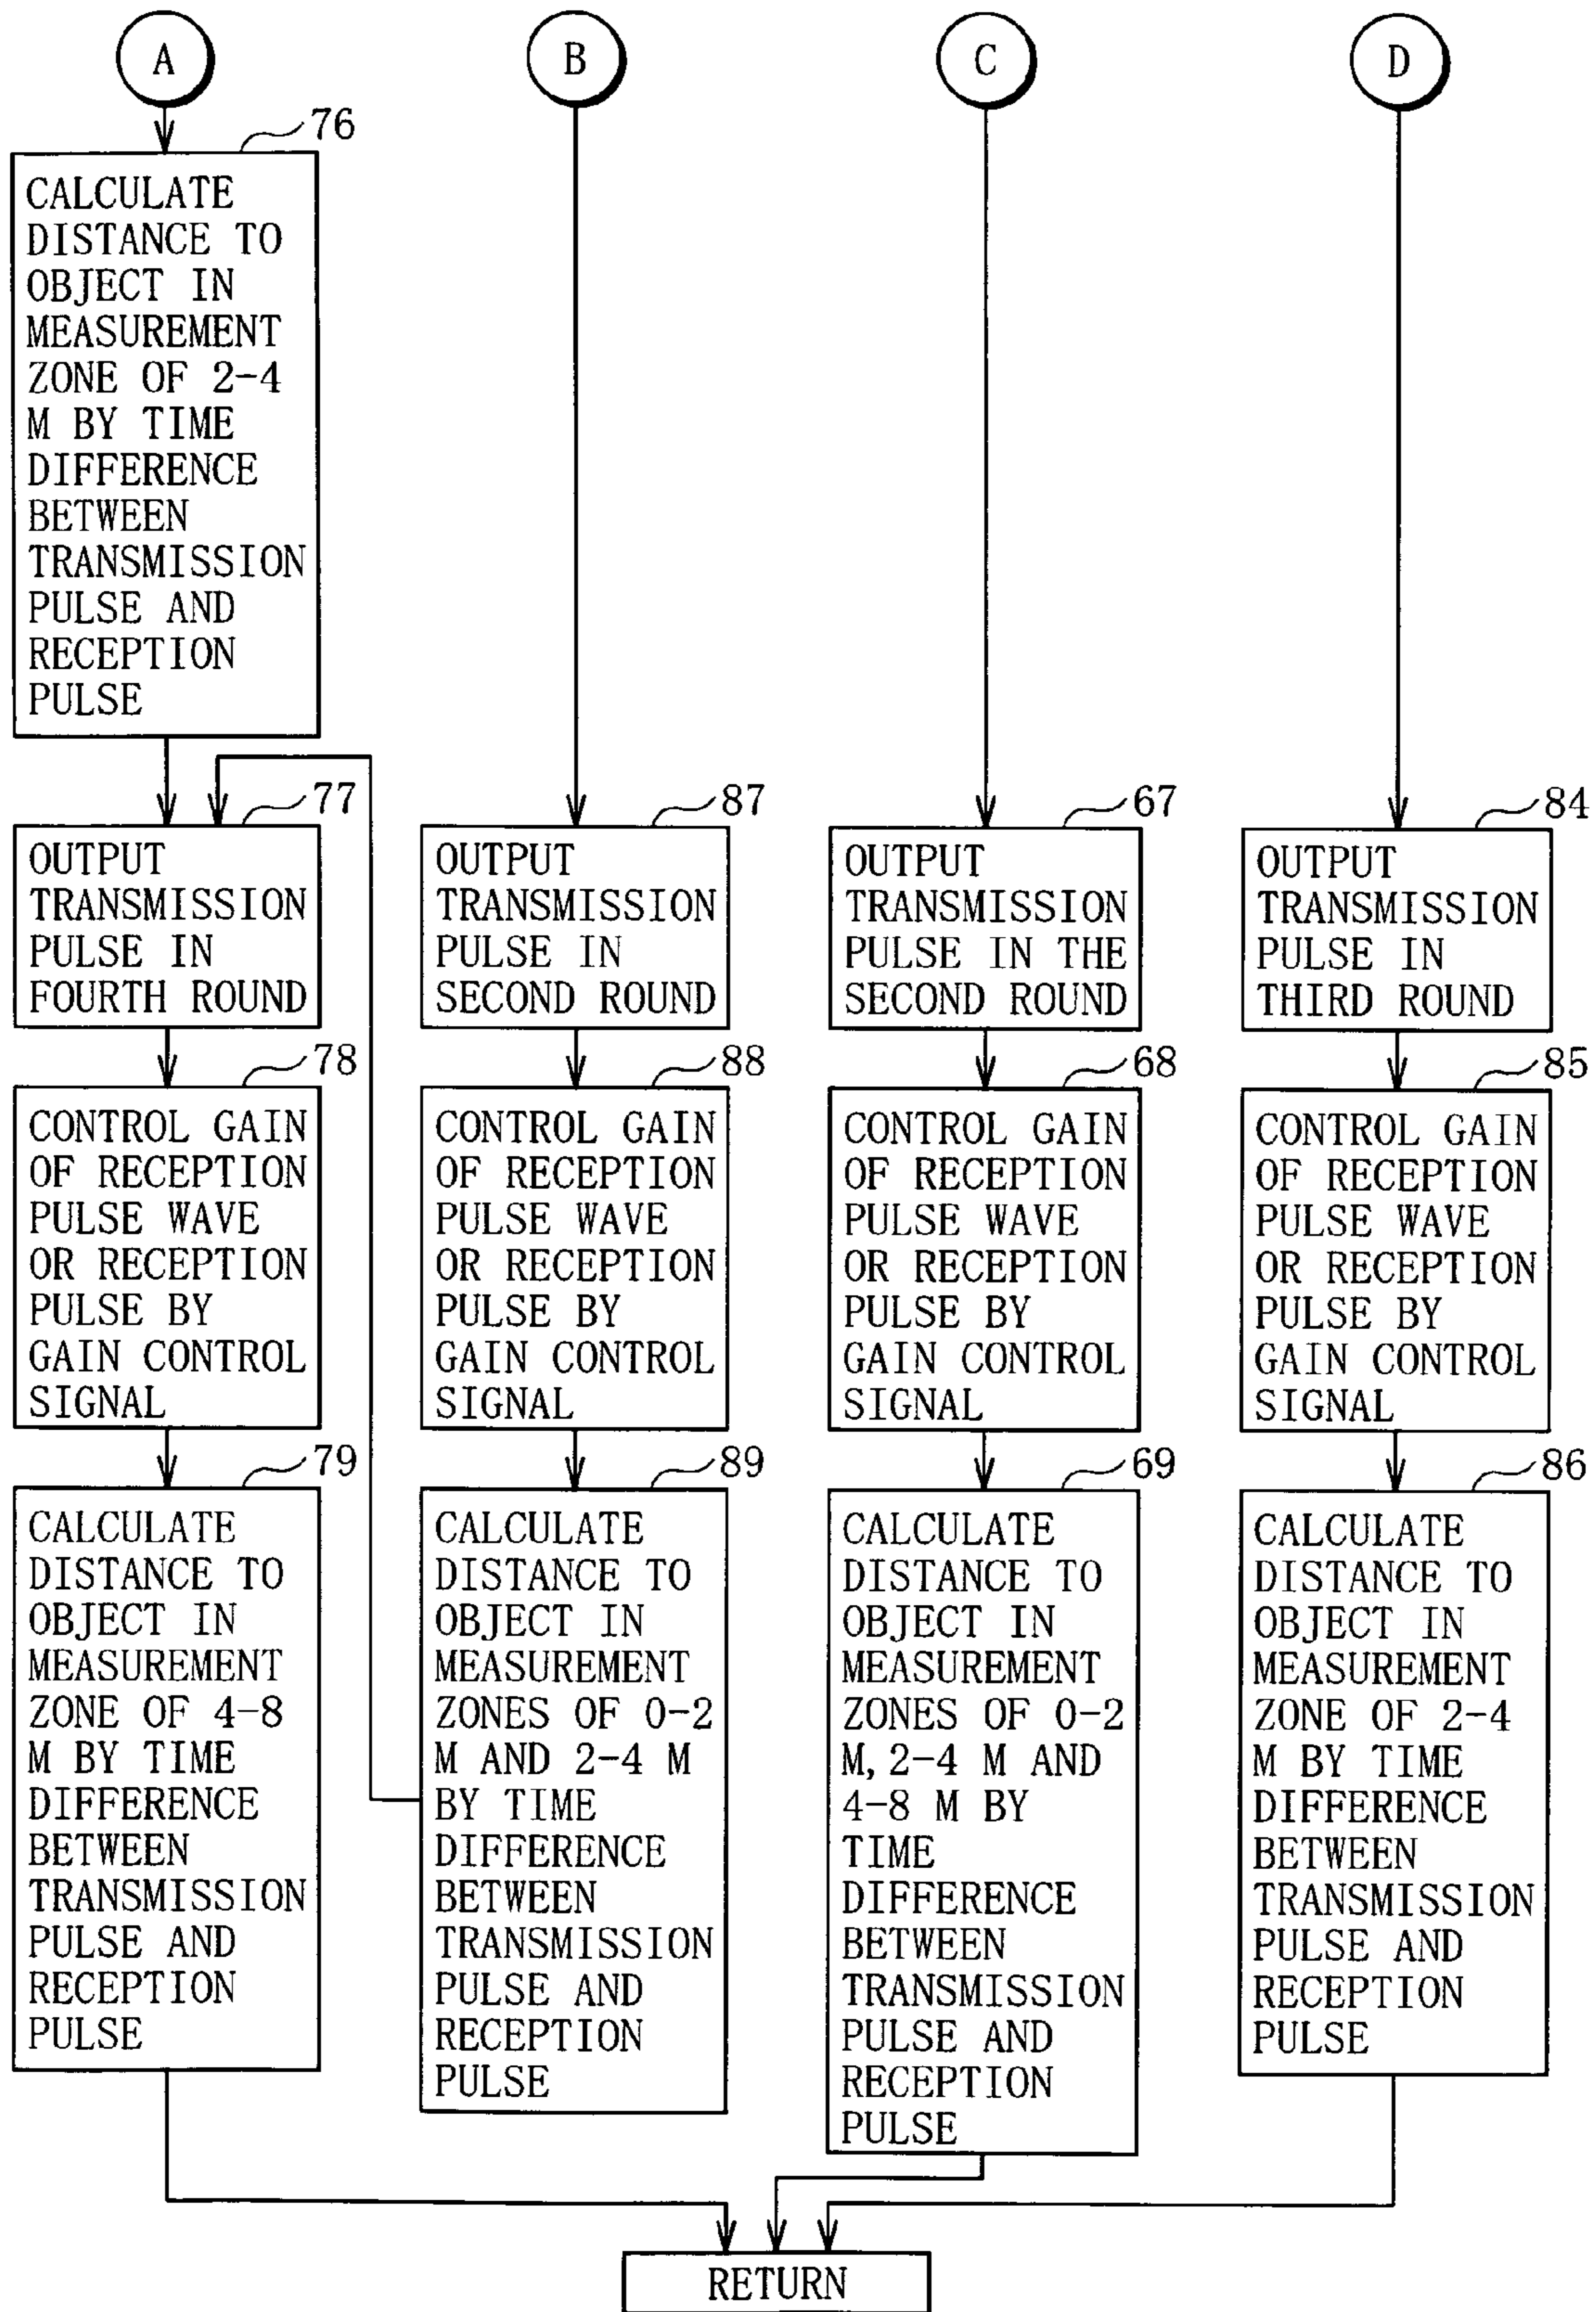 A
76
CALCULATE
DISTANCE TO
OBJECT IN
MEASUREMENT
ZONE OF 2-4
M BY TIME
DIFFERENCE
BETWEEN
TRANSMISSION
PULSE AND
RECEPTION
PULSE
77
OUTPUT
TRANSMISSION
PULSE IN
FOURTH ROUND
78
CONTROL GAIN
OF RECEPTION
PULSE WAVE
OR RECEPTION
PULSE BY
GAIN CONTROL
SIGNAL
79
CALCULATE
DISTANCE TO
OBJECT IN
MEASUREMENT
ZONE OF 4-8
M BY TIME
DIFFERENCE
BETWEEN
TRANSMISSION
PULSE AND
RECEPTION
PULSE
B
87
OUTPUT
TRANSMISSION
PULSE IN
SECOND ROUND
88
CONTROL GAIN
OF RECEPTION
PULSE WAVE
OR RECEPTION
PULSE BY
GAIN CONTROL
SIGNAL
89
CALCULATE
DISTANCE TO
OBJECT IN
MEASUREMENT
ZONES OF 0-2
M AND 2-4 M
BY TIME
DIFFERENCE
BETWEEN
TRANSMISSION
PULSE AND
RECEPTION
PULSE
C
67
OUTPUT
TRANSMISSION
PULSE IN THE
SECOND ROUND
68
CONTROL GAIN
OF RECEPTION
PULSE WAVE
OR RECEPTION
PULSE BY
GAIN CONTROL
SIGNAL
69
CALCULATE
DISTANCE TO
OBJECT IN
MEASUREMENT
ZONES OF 0-2
M, 2-4 M AND
4-8 M BY
TIME
DIFFERENCE
BETWEEN
TRANSMISSION
PULSE AND
RECEPTION
PULSE
D
84
OUTPUT
TRANSMISSION
PULSE IN
THIRD ROUND
85
CONTROL GAIN
OF RECEPTION
PULSE WAVE
OR RECEPTION
PULSE BY
GAIN CONTROL
SIGNAL
86
CALCULATE
DISTANCE TO
OBJECT IN
MEASUREMENT
ZONE OF 2-4
M BY TIME
DIFFERENCE
BETWEEN
TRANSMISSION
PULSE AND
RECEPTION
PULSE
RETURN